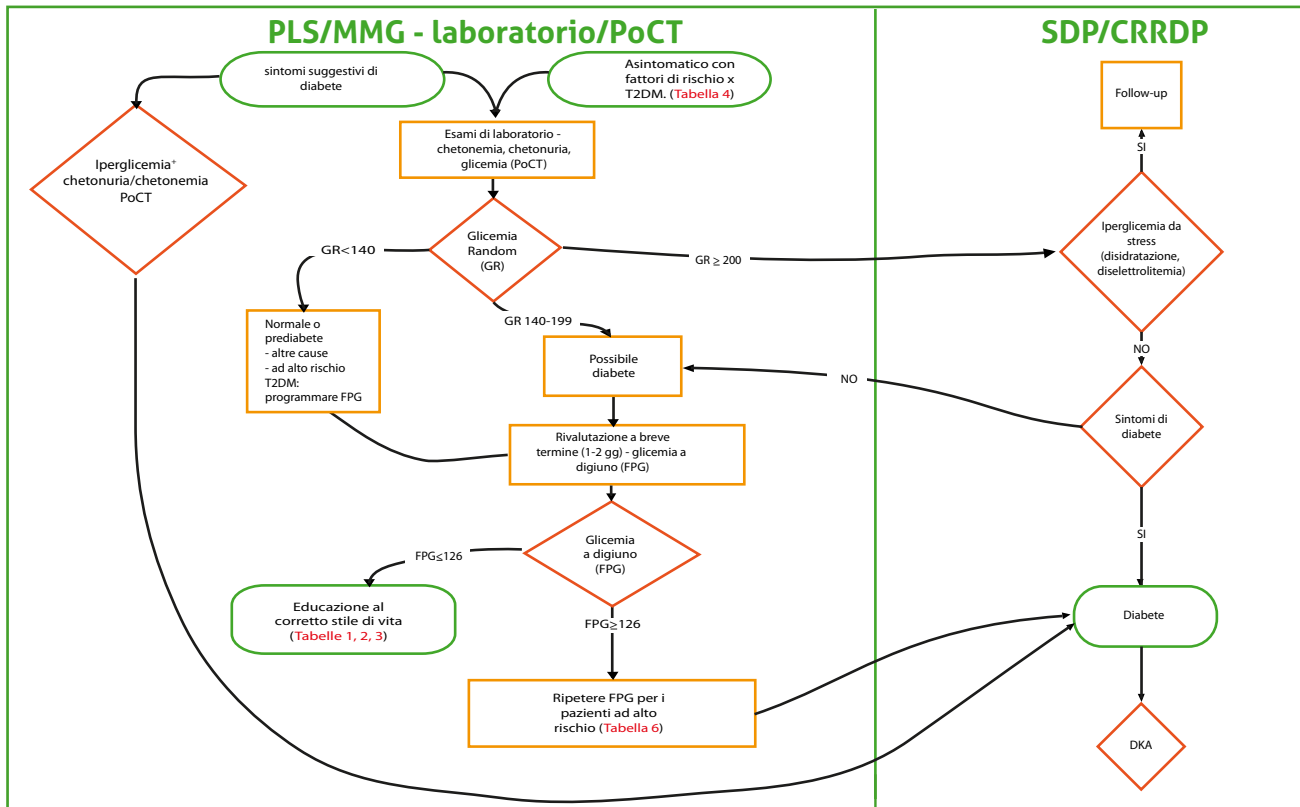 PLS/MMG - laboratorio/PoCT
SDP/CRRDP
sintomi suggestivi di
diabete
Asintomatico con
fattori di rischio x
T2DM. (Tabella 4)
Follow-up
Esami di laboratorio -
chetonemia, chetonuria,
glicemia (PoCT)
SI
Iperglicemia+
chetonuria/chetonemia
PoCT
Glicemia
Random
(GR)
GR<140
GR ≥ 200
Iperglicemia da
stress
(disidratazione,
diselettrolitemia)
GR 140-199
Normale o
prediabete
- altre cause
- ad alto rischio
T2DM:
programmare FPG
Possibile
diabete
NO
NO
Sintomi di
diabete
Rivalutazione a breve
termine (1-2 gg) - glicemia a
digiuno (FPG)
SI
Glicemia
a digiuno
(FPG)
FPG≤126
Educazione al
corretto stile di vita
(Tabelle 1, 2, 3)
FPG≥126
Diabete
Ripetere FPG per i
pazienti ad alto
rischio (Tabella 6)
DKA